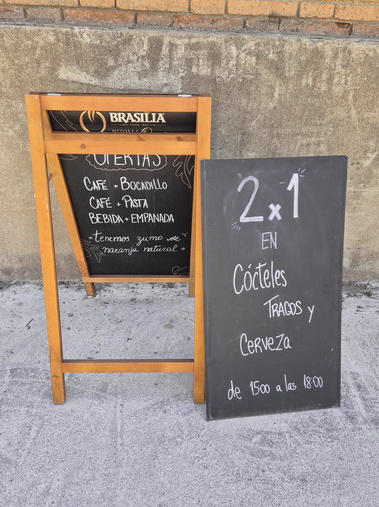 BRASILIA
OFERTAS
CAFE + BOCADILLO
CAFÉ + PASTA
BEBIDA + EMPANADA
*tenemos zumo de
naranja natural*
2x1
EN
CÓCTELES
TRAGOS Y
CERVEZA
de 15:00 a las 18:00